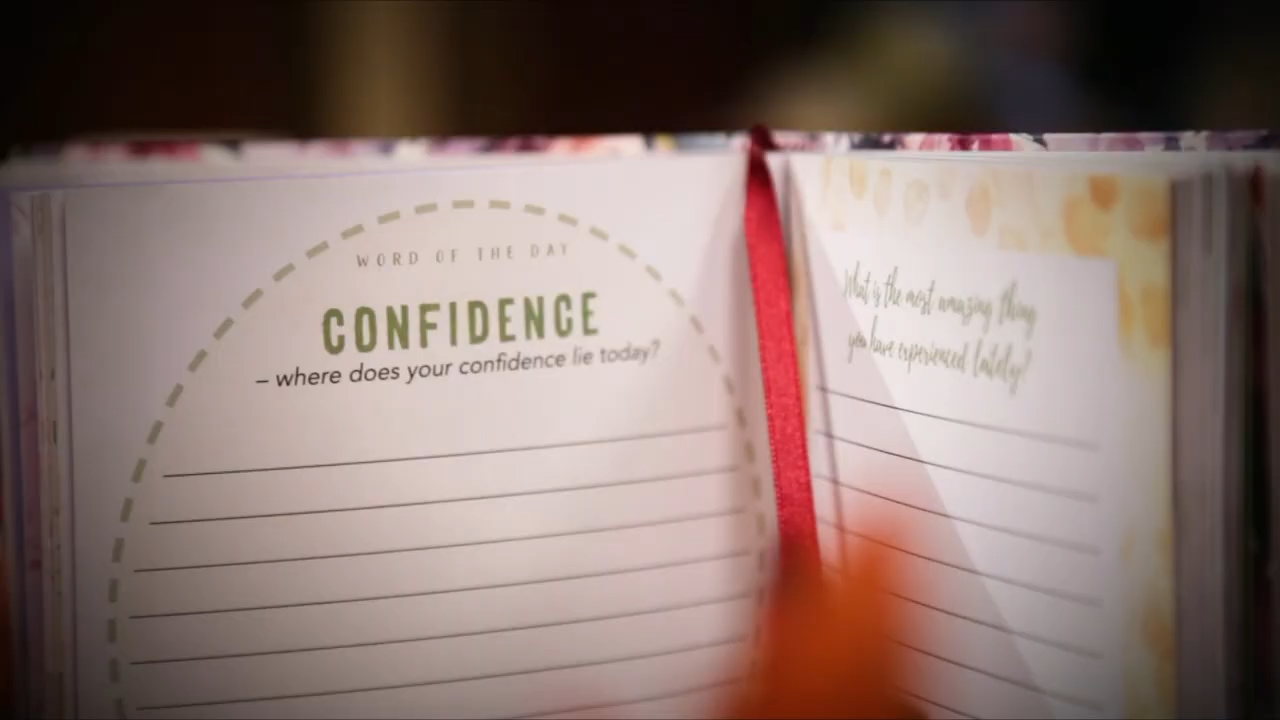 WORD OF THE DAY
CONFIDENCE
– where does your confidence lie today?
What is the most amazing thing
you have experienced lately?